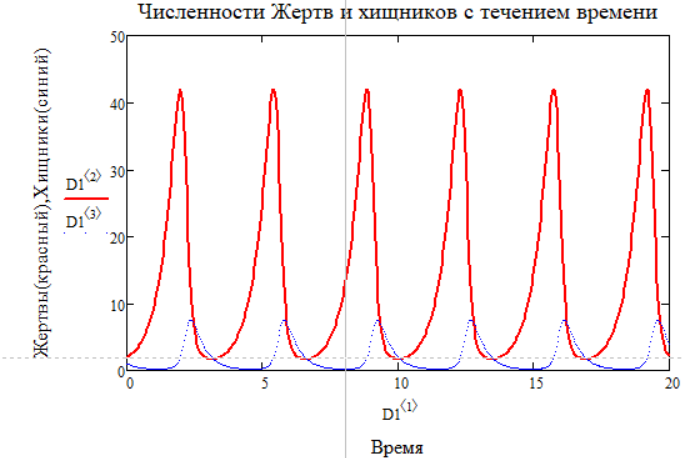 Численности Жертв и хищников с течением времени
Жертвы(красный),Хищники(синий)
D1⟨2⟩
D1⟨3⟩
50
40
30
20
10
0
0
5
10
15
20
D1⟨1⟩
Время